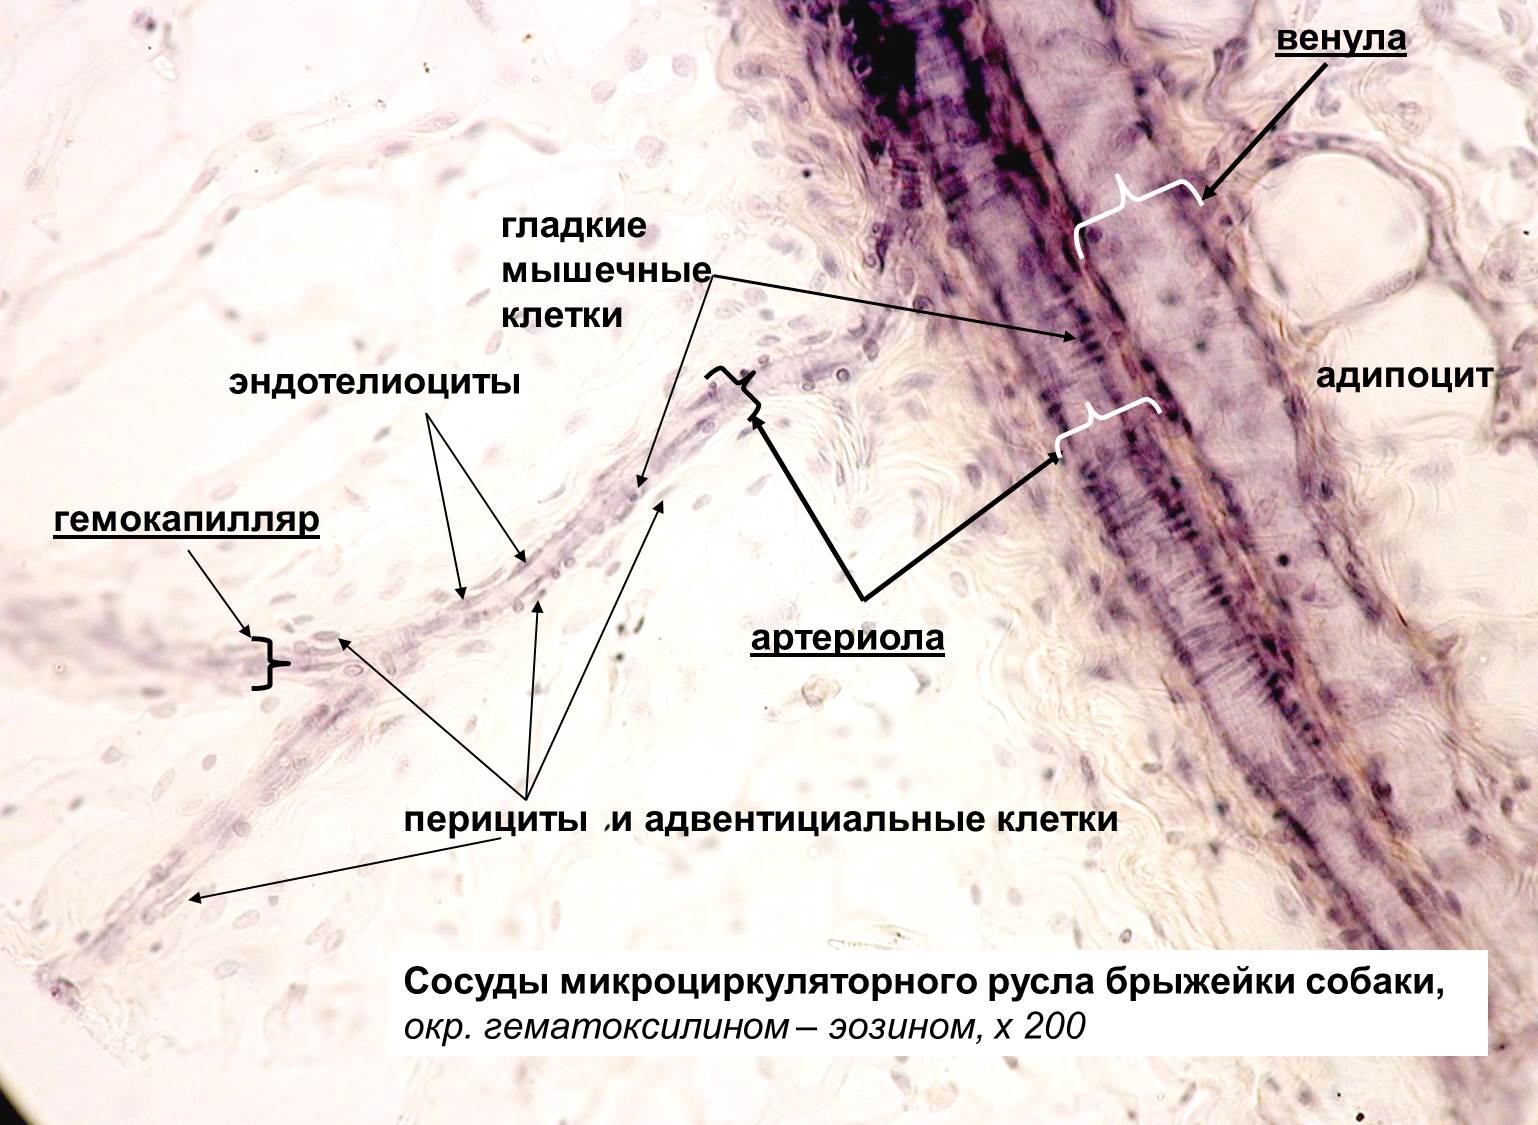 венула
гладкие
мышечные
клетки
эндотелиоциты
адипоцит
гемокапилляр
артериола
перициты и адвентициальные клетки
Сосуды микроциркуляторного русла брыжейки собаки,
окр. гематоксилином – эозином, х 200